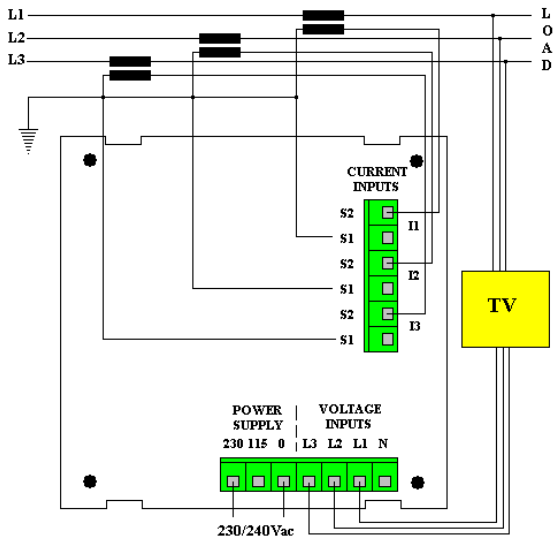 L1
L2
L3
L
O
A
D
CURRENT
INPUTS
S2
I1
S1
S2
I2
S1
S2
I3
S1
TV
POWER
SUPPLY
VOLTAGE
INPUTS
230 115 0 L3 L2 L1 N
230/240Vac